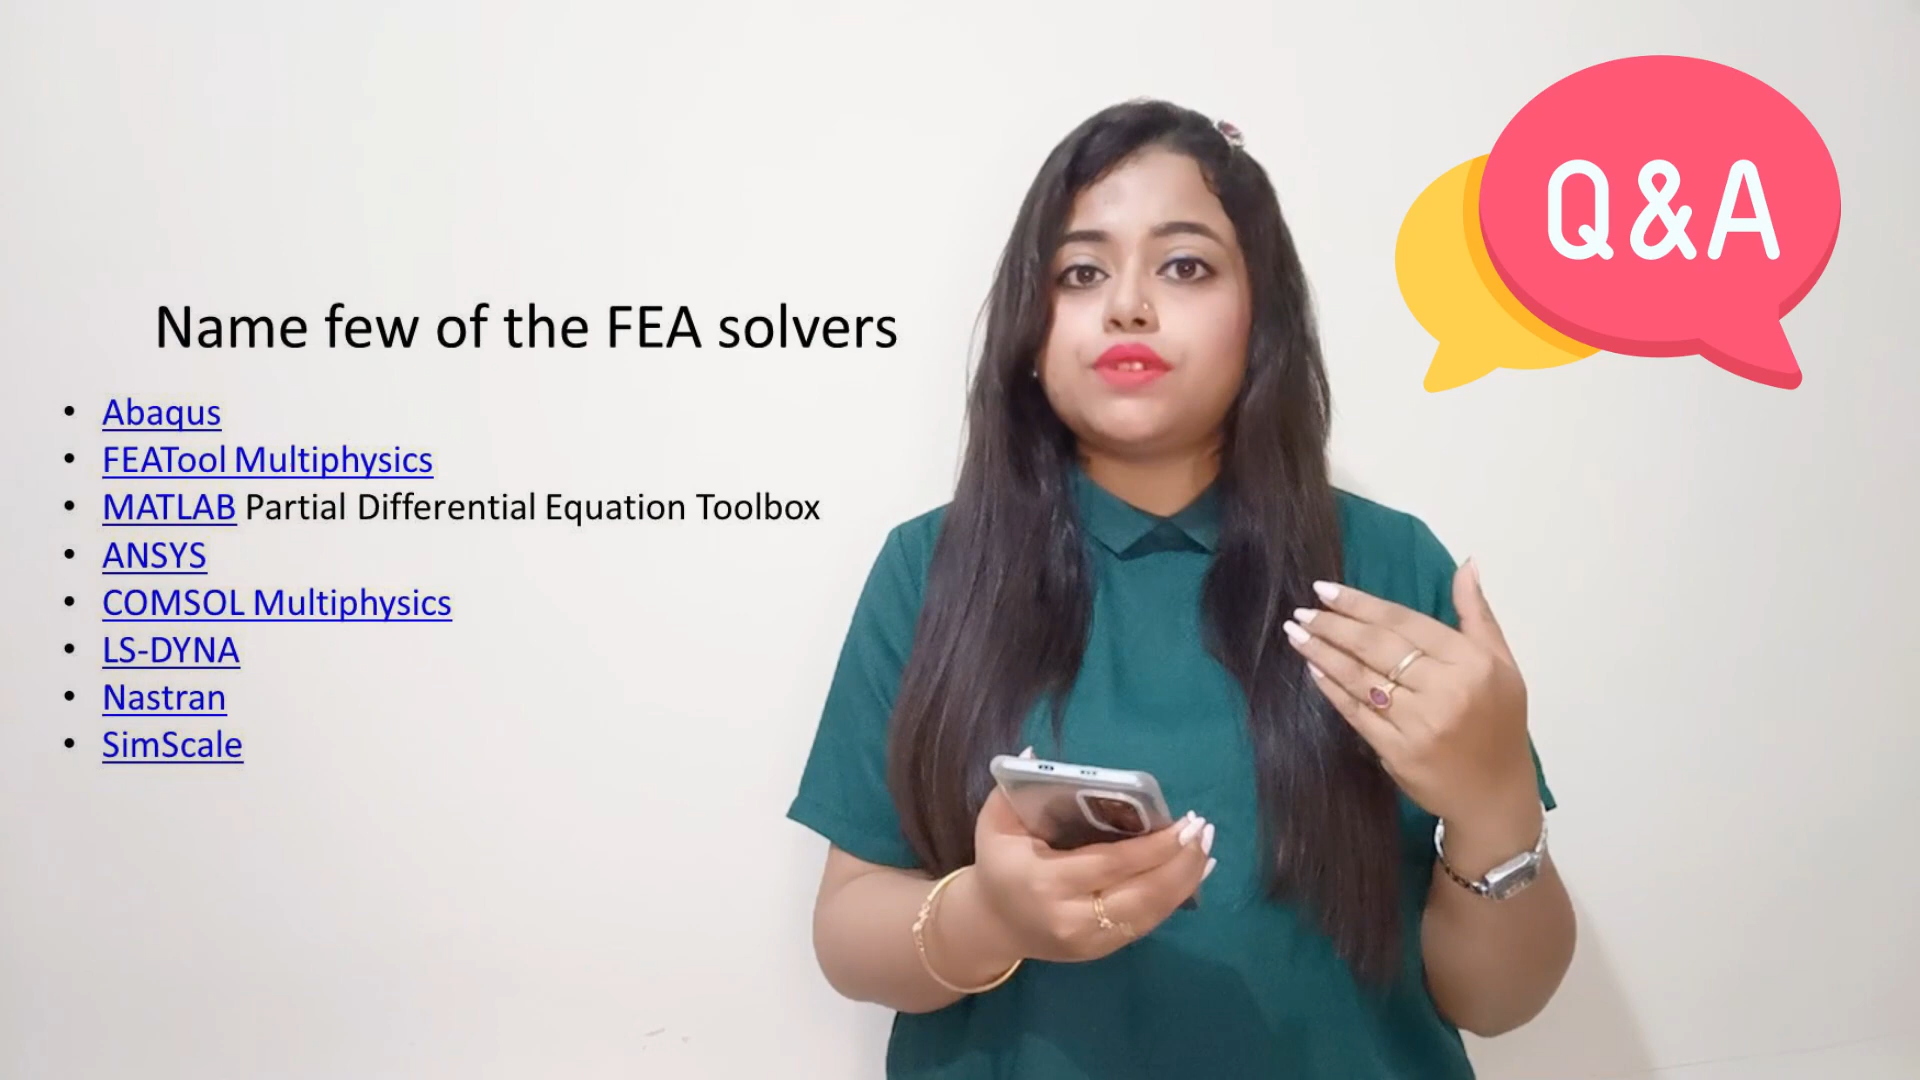 Q&A
Name few of the FEA solvers
• Abaqus
• FEATool Multiphysics
• MATLAB Partial Differential Equation Toolbox
• ANSYS
• COMSOL Multiphysics
• LS-DYNA
• Nastran
• SimScale